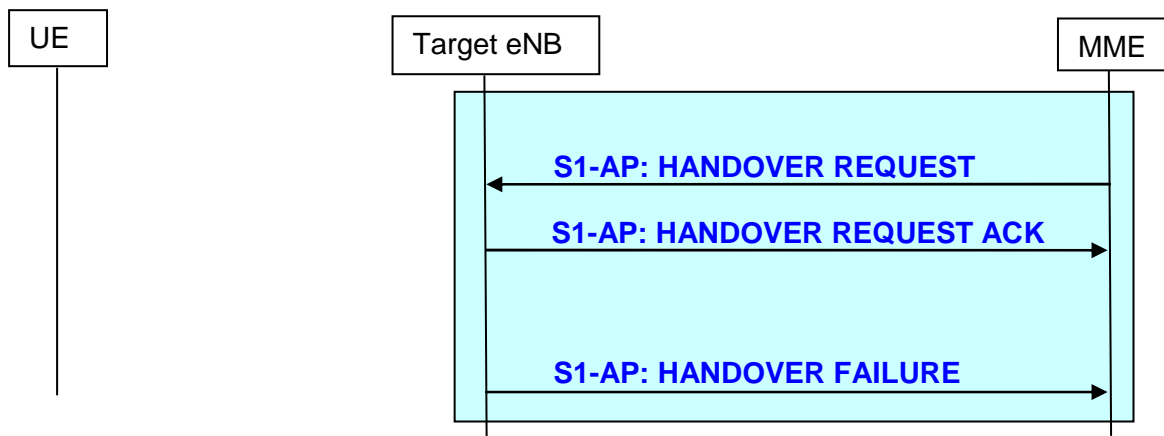 UE
Target eNB
MME
S1-AP: HANDOVER REQUEST
S1-AP: HANDOVER REQUEST ACK
S1-AP: HANDOVER FAILURE